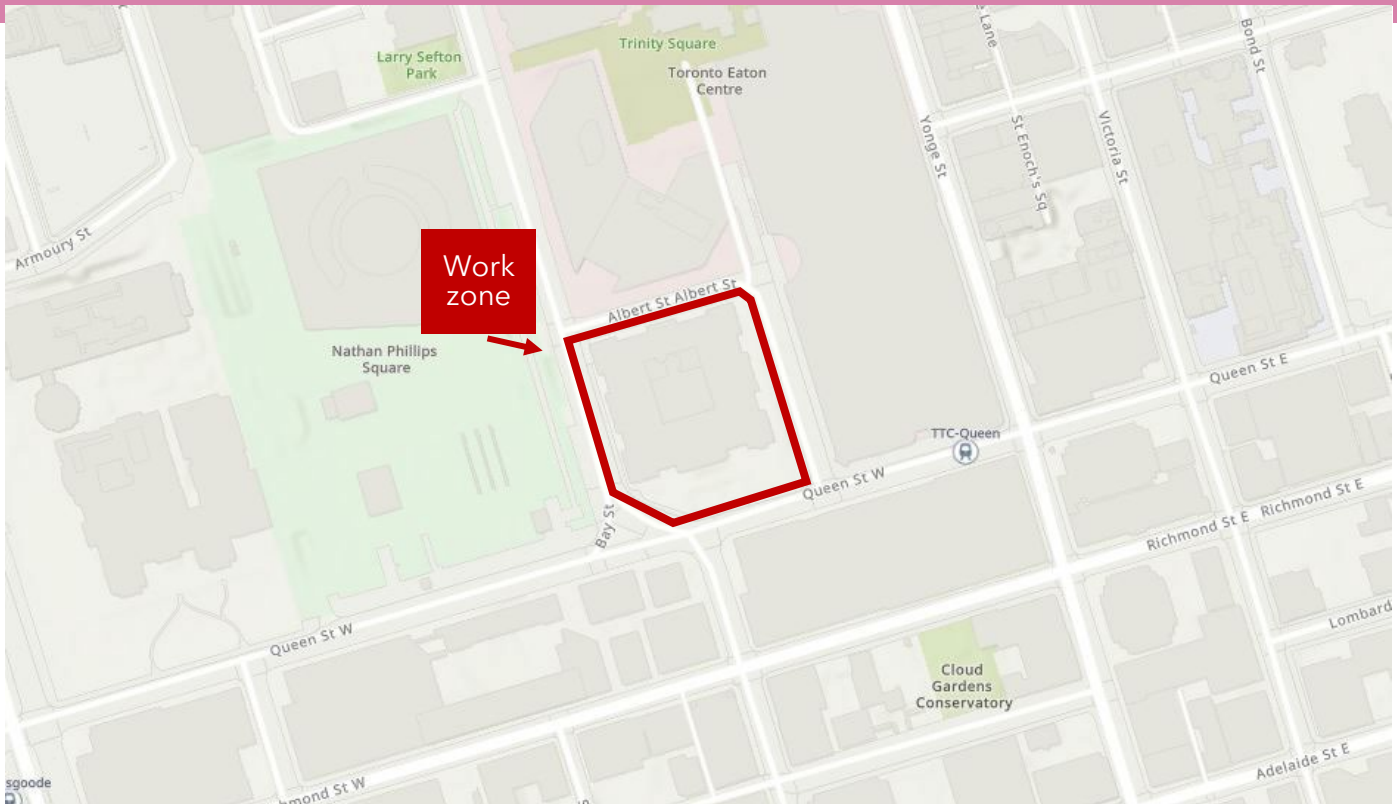 Larry Sefton
Park
Trinity Square
Toronto Eaton
Centre
Lane
Bond St
Yonge St
St Enoch's Sq
Victoria St
Armoury St
Work
zone
Albert St Albert St
Nathan Phillips
Square
Queen St E
TTC-Queen
Queen St W
Bay St
Richmond St E Richmond St E
Queen St W
Lombard
Cloud
Gardens
Conservatory
Adelaide St E
sgoode
hmond St W